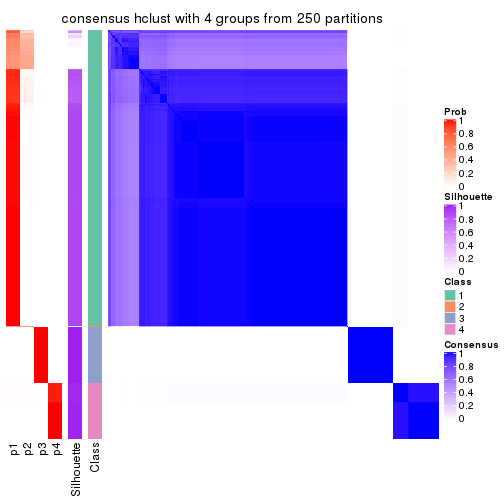 consensus hclust with 4 groups from 250 partitions
Prob
1
0.8
0.6
0.4
0.2
0
Silhouette
1
0.8
0.6
0.4
0.2
0
Class
1
2
3
4
Consensus
1
0.8
0.6
0.4
0.2
0
p1
p2
p3
p4
Silhouette
Class